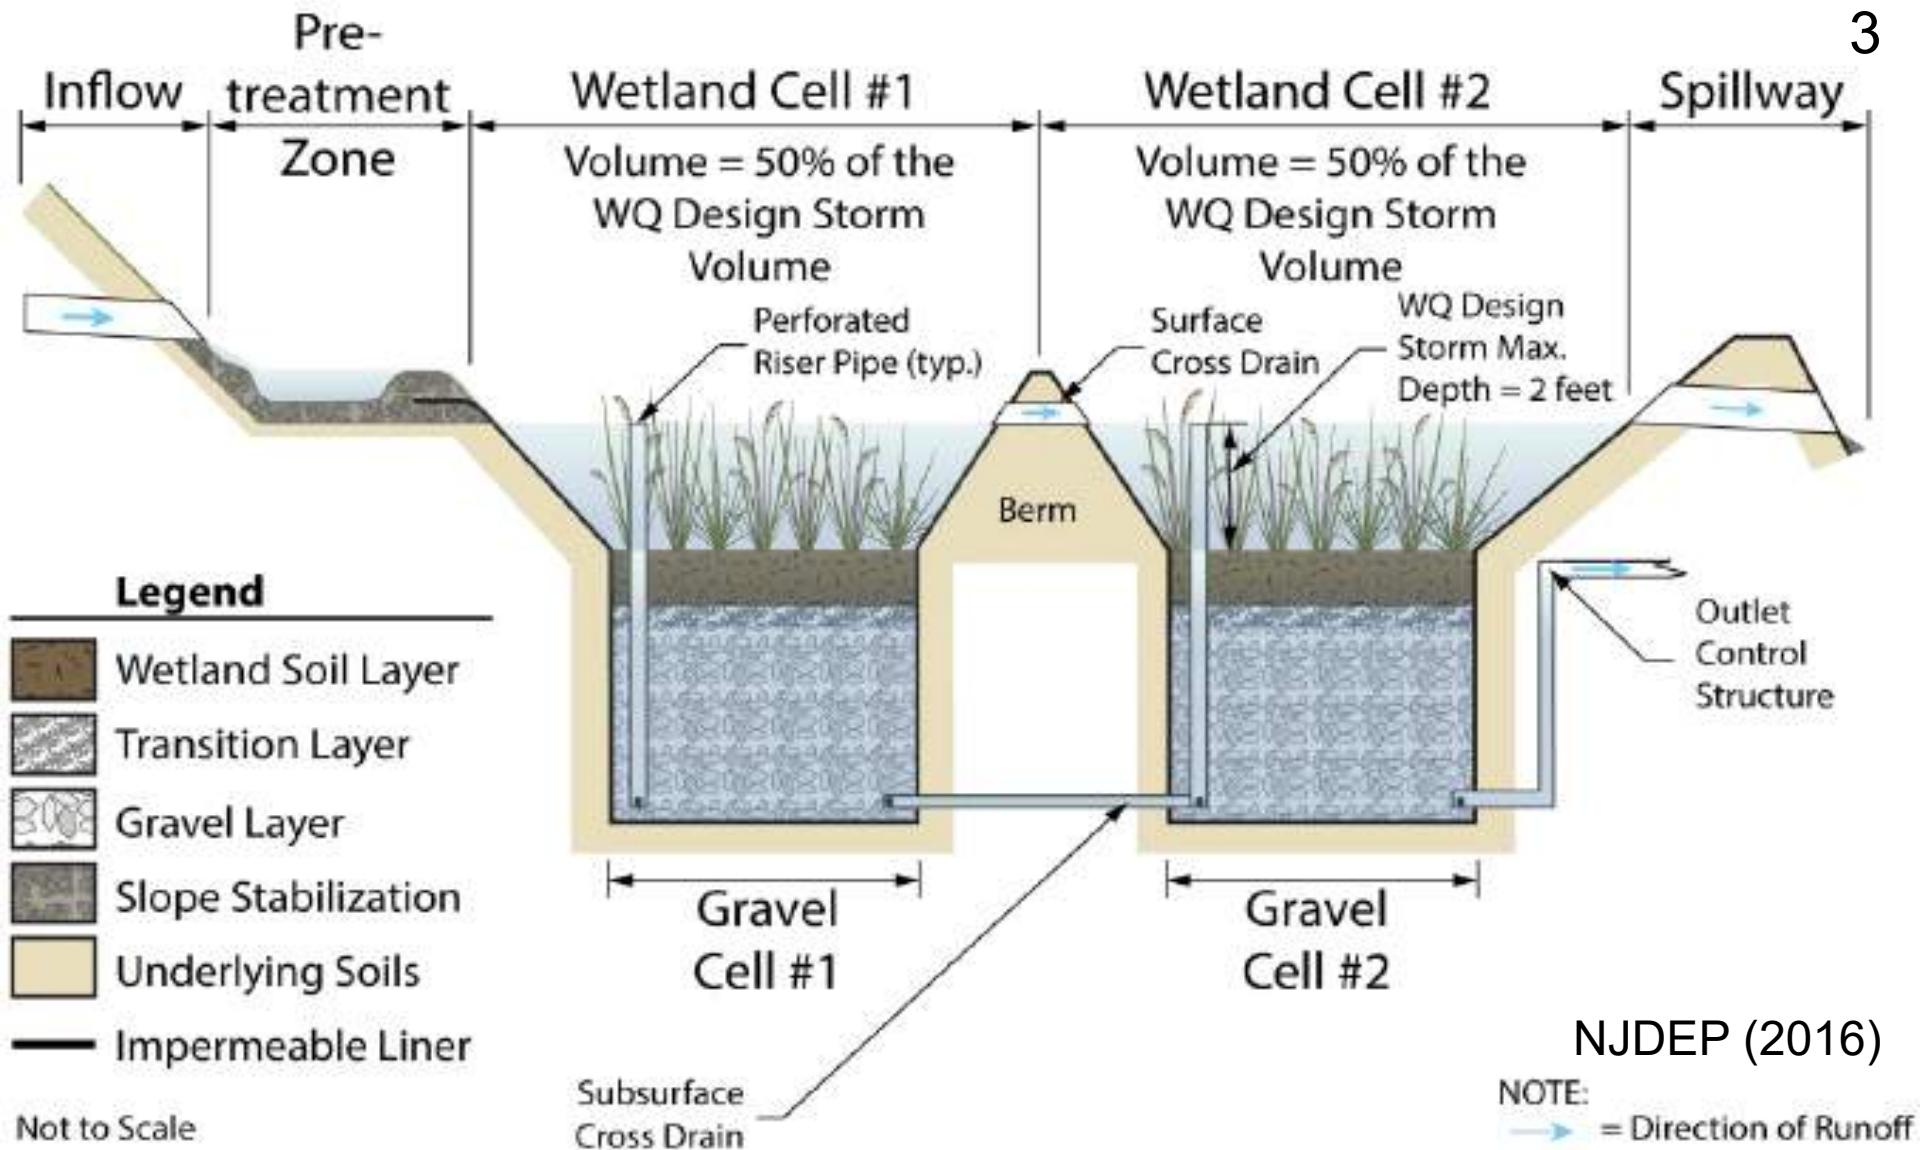 3
Inflow
Pre-
treatment
Zone
Wetland Cell #1
Volume = 50% of the
WQ Design Storm
Volume
Wetland Cell #2
Volume = 50% of the
WQ Design Storm
Volume
Spillway
Perforated
Riser Pipe (typ.)
Surface
Cross Drain
WQ Design
Storm Max.
Depth = 2 feet
Berm
Outlet
Control
Structure
Legend
Wetland Soil Layer
Transition Layer
Gravel Layer
Slope Stabilization
Underlying Soils
Impermeable Liner
Not to Scale
Gravel
Cell #1
Gravel
Cell #2
Subsurface
Cross Drain
NJDEP (2016)
NOTE:
= Direction of Runoff